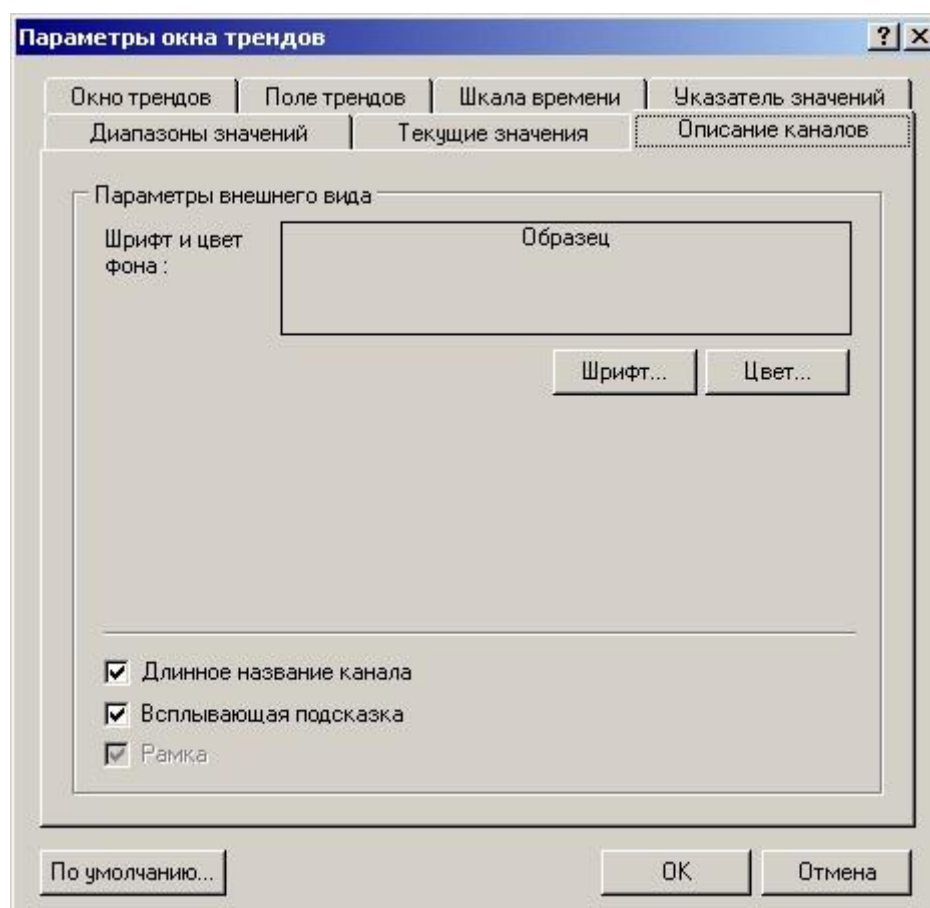 Параметры окна трендов
Окно трендов Поле трендов Шкала времени Указатель значений
Диапазоны значений Текущие значения Описание каналов
Параметры внешнего вида
Шрифт и цвет
фона :
Образец
Шрифт... Цвет...
Длинное название канала
Всплывающая подсказка
Рамка
По умолчанию... OK Отмена